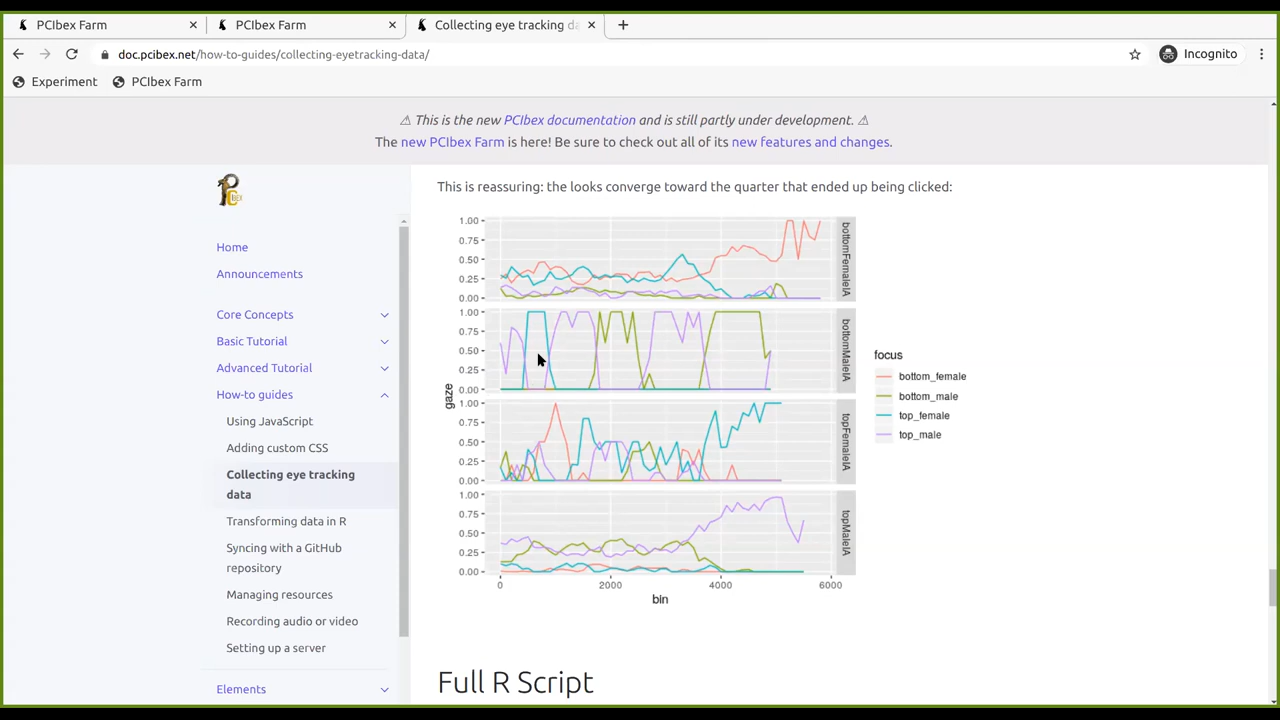 PCIbex Farm
PCIbex Farm
Collecting eye tracking da
doc.pcibex.net/how-to-guides/collecting-eyetracking-data/
Incognito
Experiment
PCIbex Farm
⚠ This is the new PCIbex documentation and is still partly under development. ⚠
The new PCIbex Farm is here! Be sure to check out all of its new features and changes.
Home
Announcements
Core Concepts
Basic Tutorial
Advanced Tutorial
How-to guides
Using JavaScript
Adding custom CSS
Collecting eye tracking
data
Transforming data in R
Syncing with a GitHub
repository
Managing resources
Recording audio or video
Setting up a server
Elements
This is reassuring: the looks converge toward the quarter that ended up being clicked:
gaze
1.00
0.75
0.50
0.25
0.00
bottomFemaleIA
1.00
0.75
0.50
0.25
0.00
bottomMaleIA
1.00
0.75
0.50
0.25
0.00
topFemaleIA
1.00
0.75
0.50
0.25
0.00
topMaleIA
0 2000 4000 6000
bin
focus
bottom_female
bottom_male
top_female
top_male
Full R Script